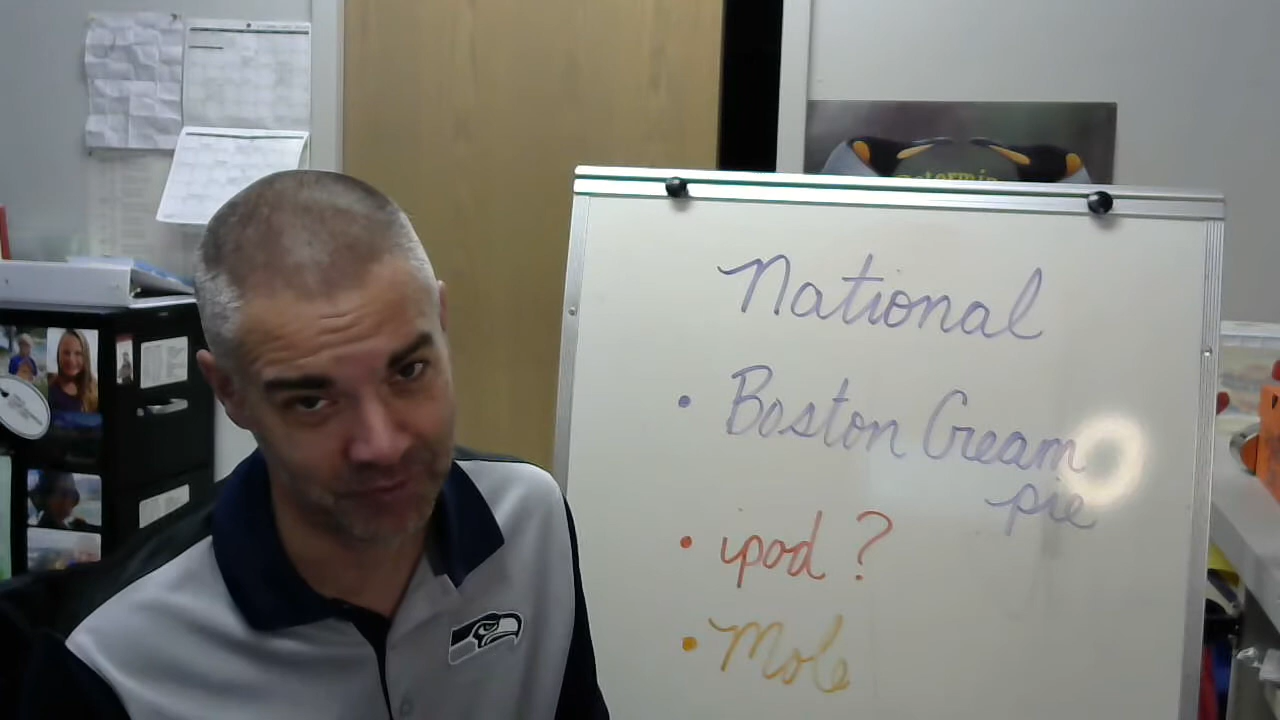 National
• Boston Cream
pie
• ipod ?
• Mole